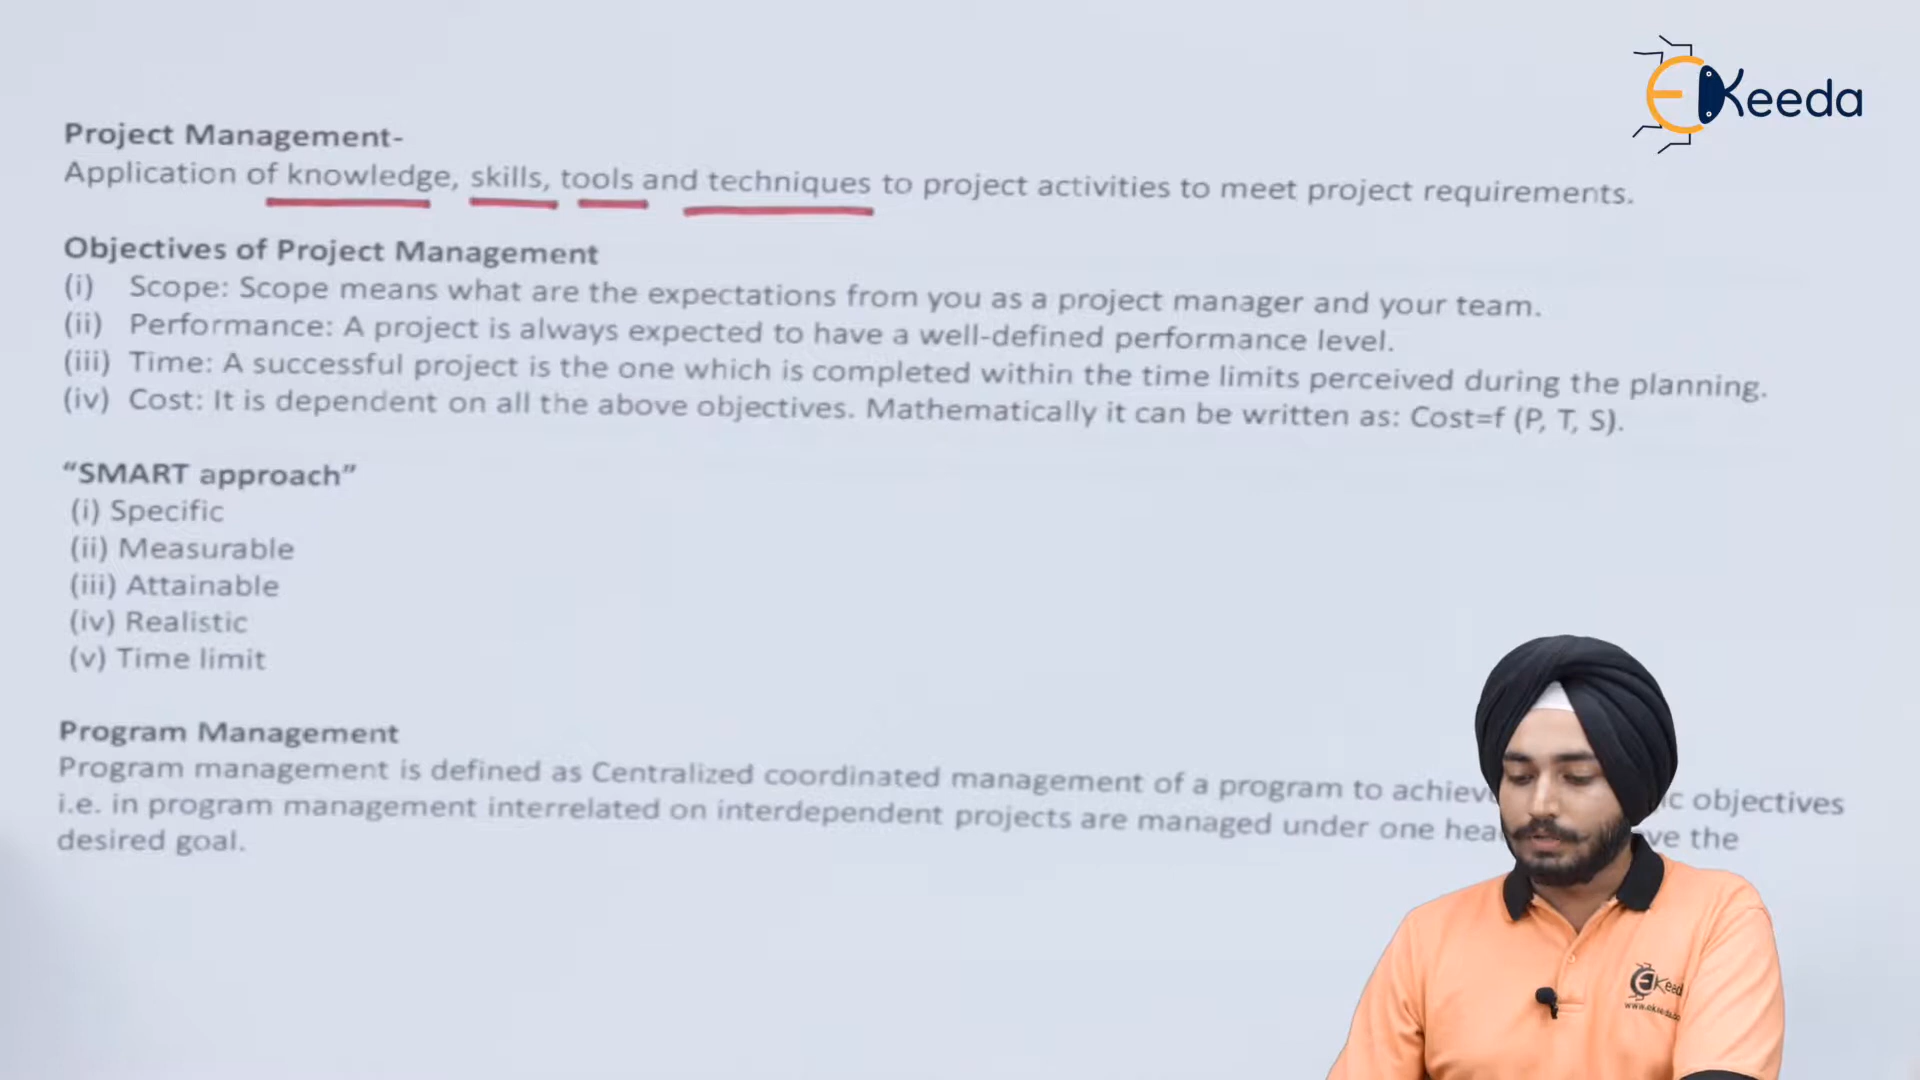 EKeeda
Project Management-
Application of knowledge, skills, tools and techniques to project activities to meet project requirements.
Objectives of Project Management
(i) Scope: Scope means what are the expectations from you as a project manager and your team.
(ii) Performance: A project is always expected to have a well-defined performance level.
(iii) Time: A successful project is the one which is completed within the time limits perceived during the planning.
(iv) Cost: It is dependent on all the above objectives. Mathematically it can be written as: Cost=f (P, T, S).
“SMART approach”
(i) Specific
(ii) Measurable
(iii) Attainable
(iv) Realistic
(v) Time limit
Program Management
Program management is defined as Centralized coordinated management of a program to achiev c objectives
i.e. in program management interrelated on interdependent projects are managed under one hea ve the
desired goal.
EKeed